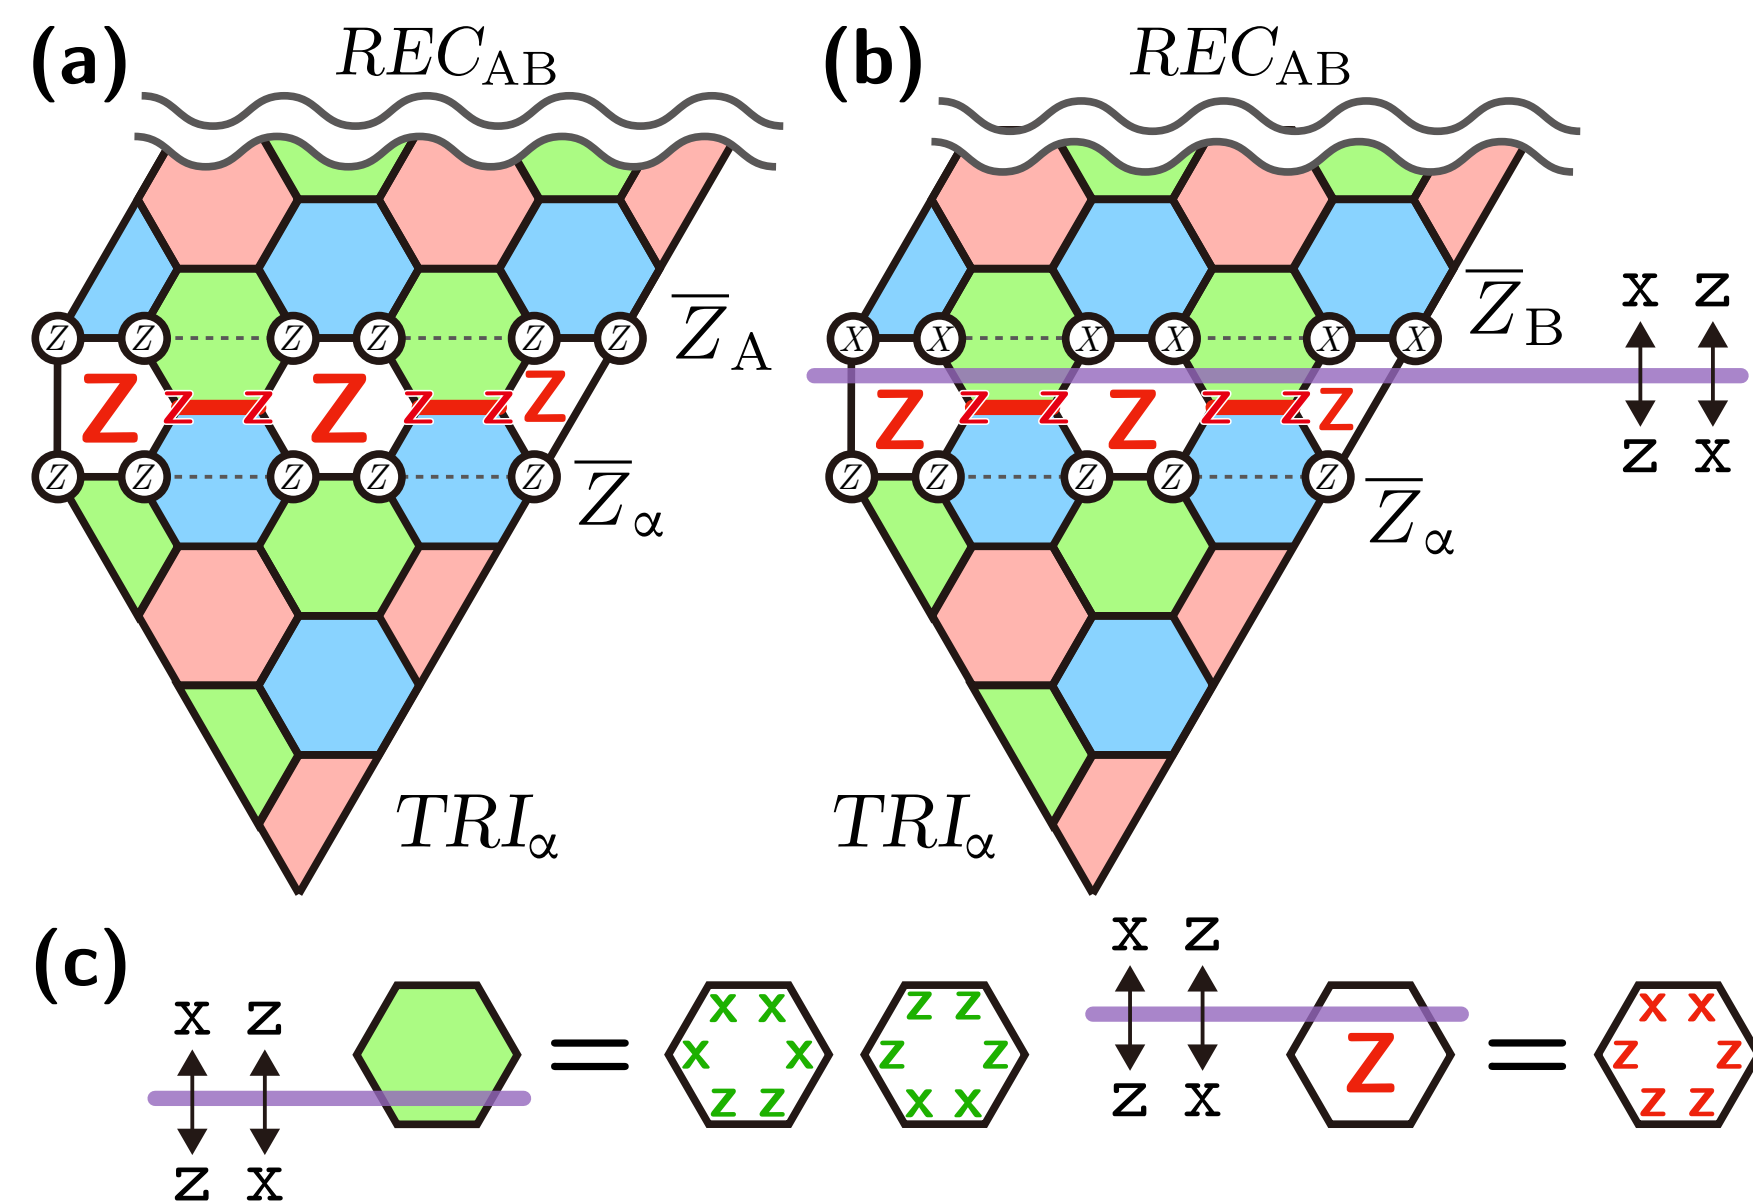 (a) REC_AB (b) REC_AB
x z
Z Z Z Z Z Z Z̅_A X X X X X X Z̅_B
Z Z Z Z Z Z Z Z Z Z Z Z Z Z
z x
Z Z Z Z Z Z̅_α Z Z Z Z Z Z̅_α
TRI_α TRI_α
(c) x z x z
x z = x x z z z x = x x
x x z z Z z z
z z x x z z
z x